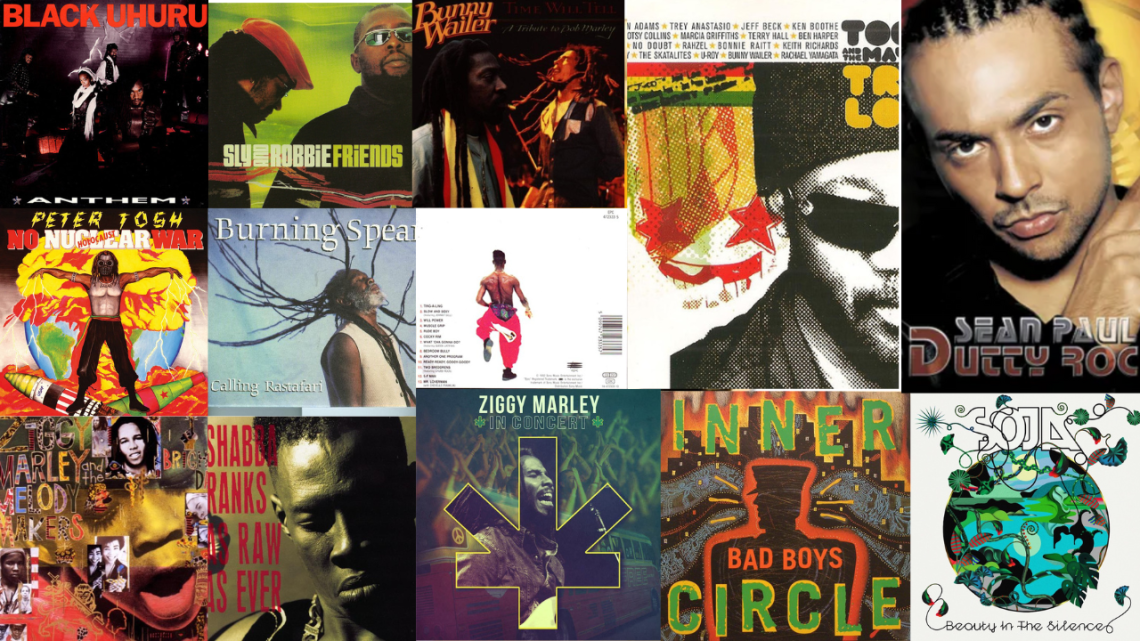 BLACK UHURU
★ ANTHEM ★
SLY AND ROBBIE FRIENDS
Bunny
Wailer
TIME WILL TELL
A Tribute to Bob Marley
N ADAMS ★ TREY ANASTASIO ★ JEFF BECK ★ KEN BOOTHE
OTSY COLLINS ★ MARCIA GRIFFITHS ★ TERRY HALL ★ BEN HARPER
★ NO DOUBT ★ RAHZEL ★ BONNIE RAITT ★ KEITH RICHARDS
Y ★ THE SKATALITES ★ U-ROY ★ BUNNY WAILER ★ RACHAEL YAMAGATA
TOO
AND THE MA
TR
LO
SEAN PAUL
DUTTY ROC
PETER TOSH
NO NUCLEAR WAR
HOPOCAUSE
Burning Spear
Calling Rastafari
ZIGGY
MARLEY and the
MELODY
MAKERS
SHABBA
RANKS
AS RAW
AS EVER
ZIGGY MARLEY
IN CONCERT
INNER
BAD BOYS
CIRCLE
SOJA
Beauty In The Silence